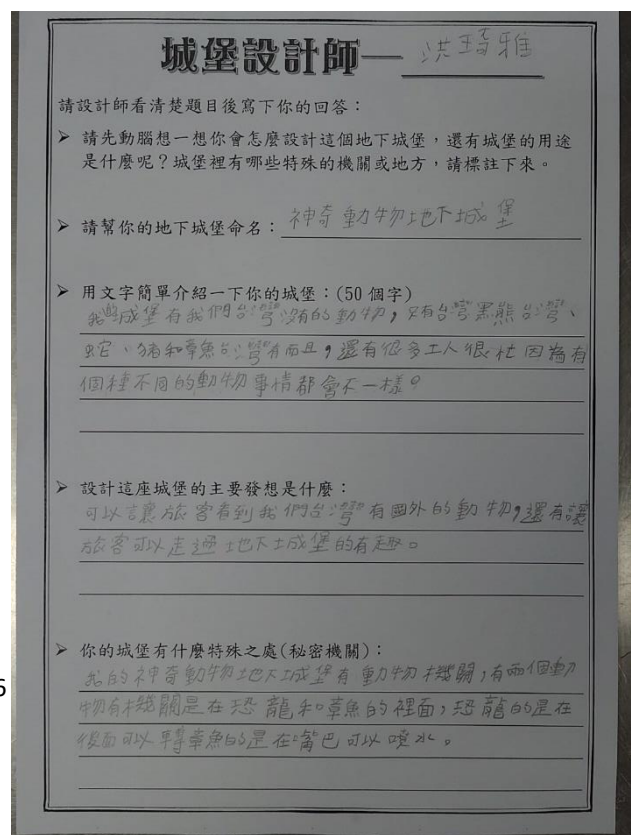 城堡設計師—洪琦雅
請設計師看清楚題目後寫下你的回答：
➤ 請先動腦想一想你會怎麼設計這個地下城堡，還有城堡的用途
是什麼呢？城堡裡有哪些特殊的機關或地方，請標註下來。
➤ 請幫你的地下城堡命名：神奇動物地下城堡
➤ 用文字簡單介紹一下你的城堡：(50 個字)
我的城堡有我們台灣沒有的動物，只有台灣黑熊台灣、
蛇、豬和章魚台灣有而且，還有很多工人很忙因為有
個種不同的動物事情都會不一樣。
➤ 設計這座城堡的主要發想是什麼：
可以讓旅客看到我們台灣有國外的動物，還有讓
旅客可以走過地下城堡的有趣。
➤ 你的城堡有什麼特殊之處(秘密機關)：
我的神奇動物地下城堡有動物機關，有兩個動
物有機關是在恐龍和章魚的裡面，恐龍的是在
後面可以轉章魚的是在嘴巴可以噴水。
6